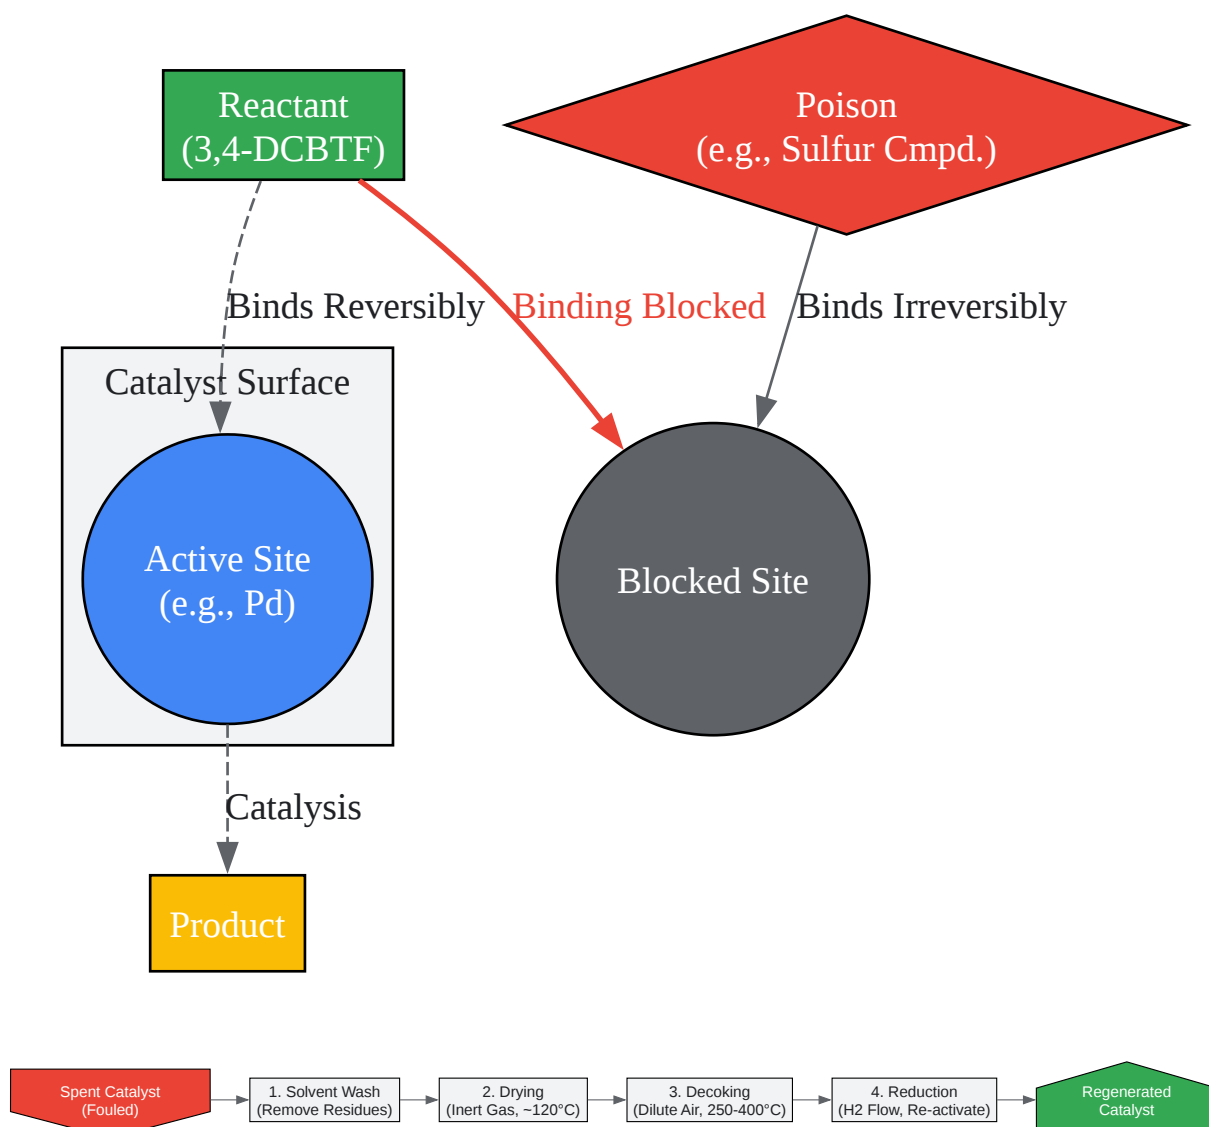 Reactant
(3,4-DCBTF)
Poison
(e.g., Sulfur Cmpd.)
Binds Reversibly
Binding Blocked
Binds Irreversibly
Catalyst Surface
Active Site
(e.g., Pd)
Blocked Site
Catalysis
Product
Spent Catalyst
(Fouled)
1. Solvent Wash
(Remove Residues)
2. Drying
(Inert Gas, ~120°C)
3. Decoking
(Dilute Air, 250-400°C)
4. Reduction
(H2 Flow, Re-activate)
Regenerated
Catalyst